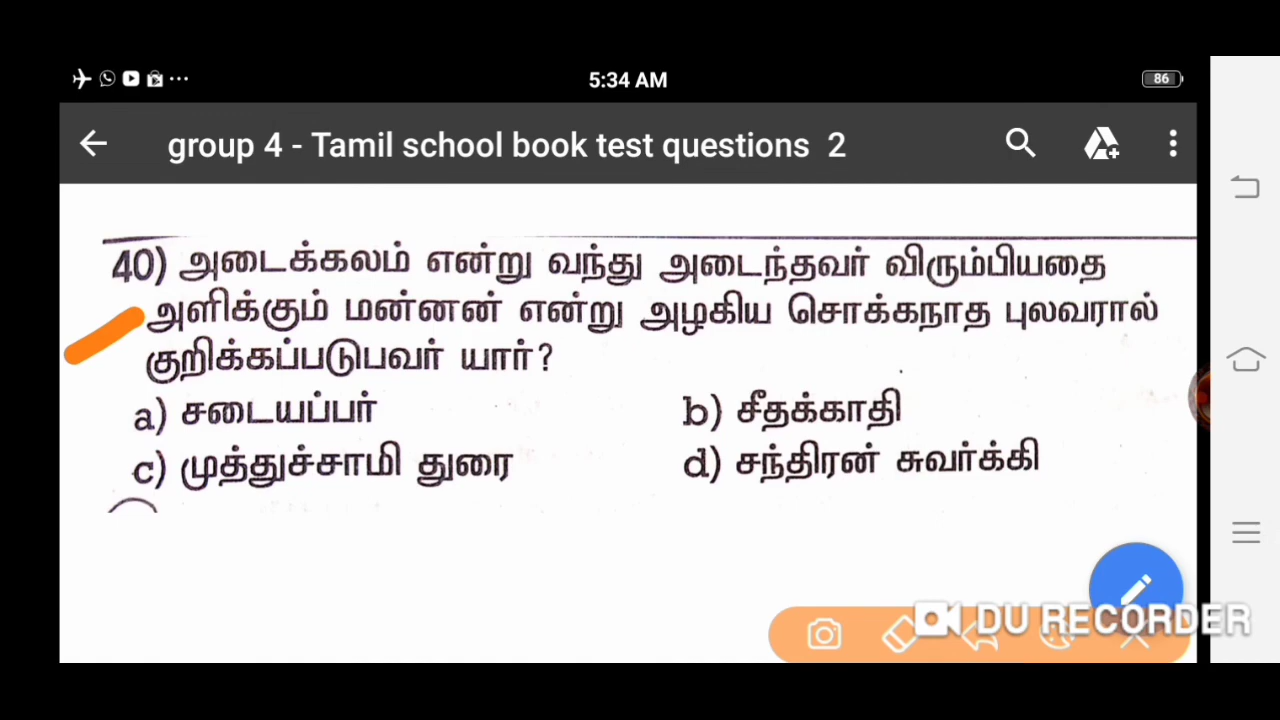 5:34 AM
86
group 4 - Tamil school book test questions 2
40) அடைக்கலம் என்று வந்து அடைந்தவர் விரும்பியதை
அளிக்கும் மன்னன் என்று அழகிய சொக்கநாத புலவரால்
குறிக்கப்படுபவர் யார்?
a) சடையப்பர் b) சீதக்காதி
c) முத்துச்சாமி துரை d) சந்திரன் சுவர்க்கி
DU RECORDER